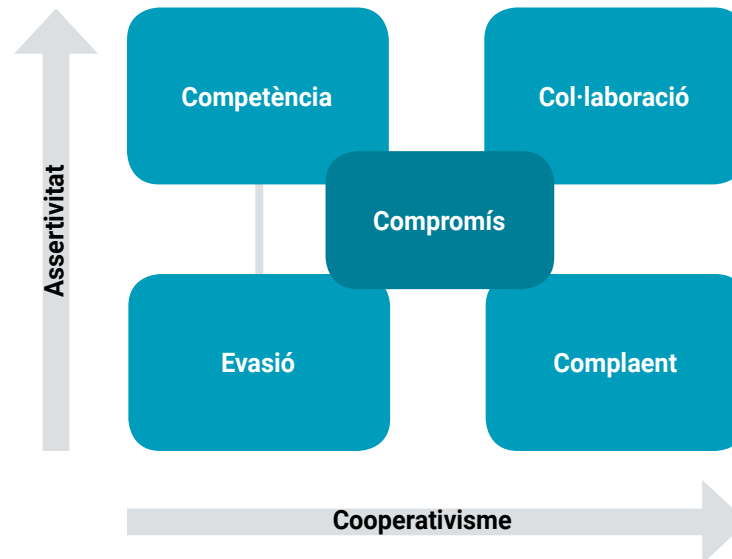 Competència
Col·laboració
Assertivitat
Compromís
Evasió
Complaent
Cooperativisme